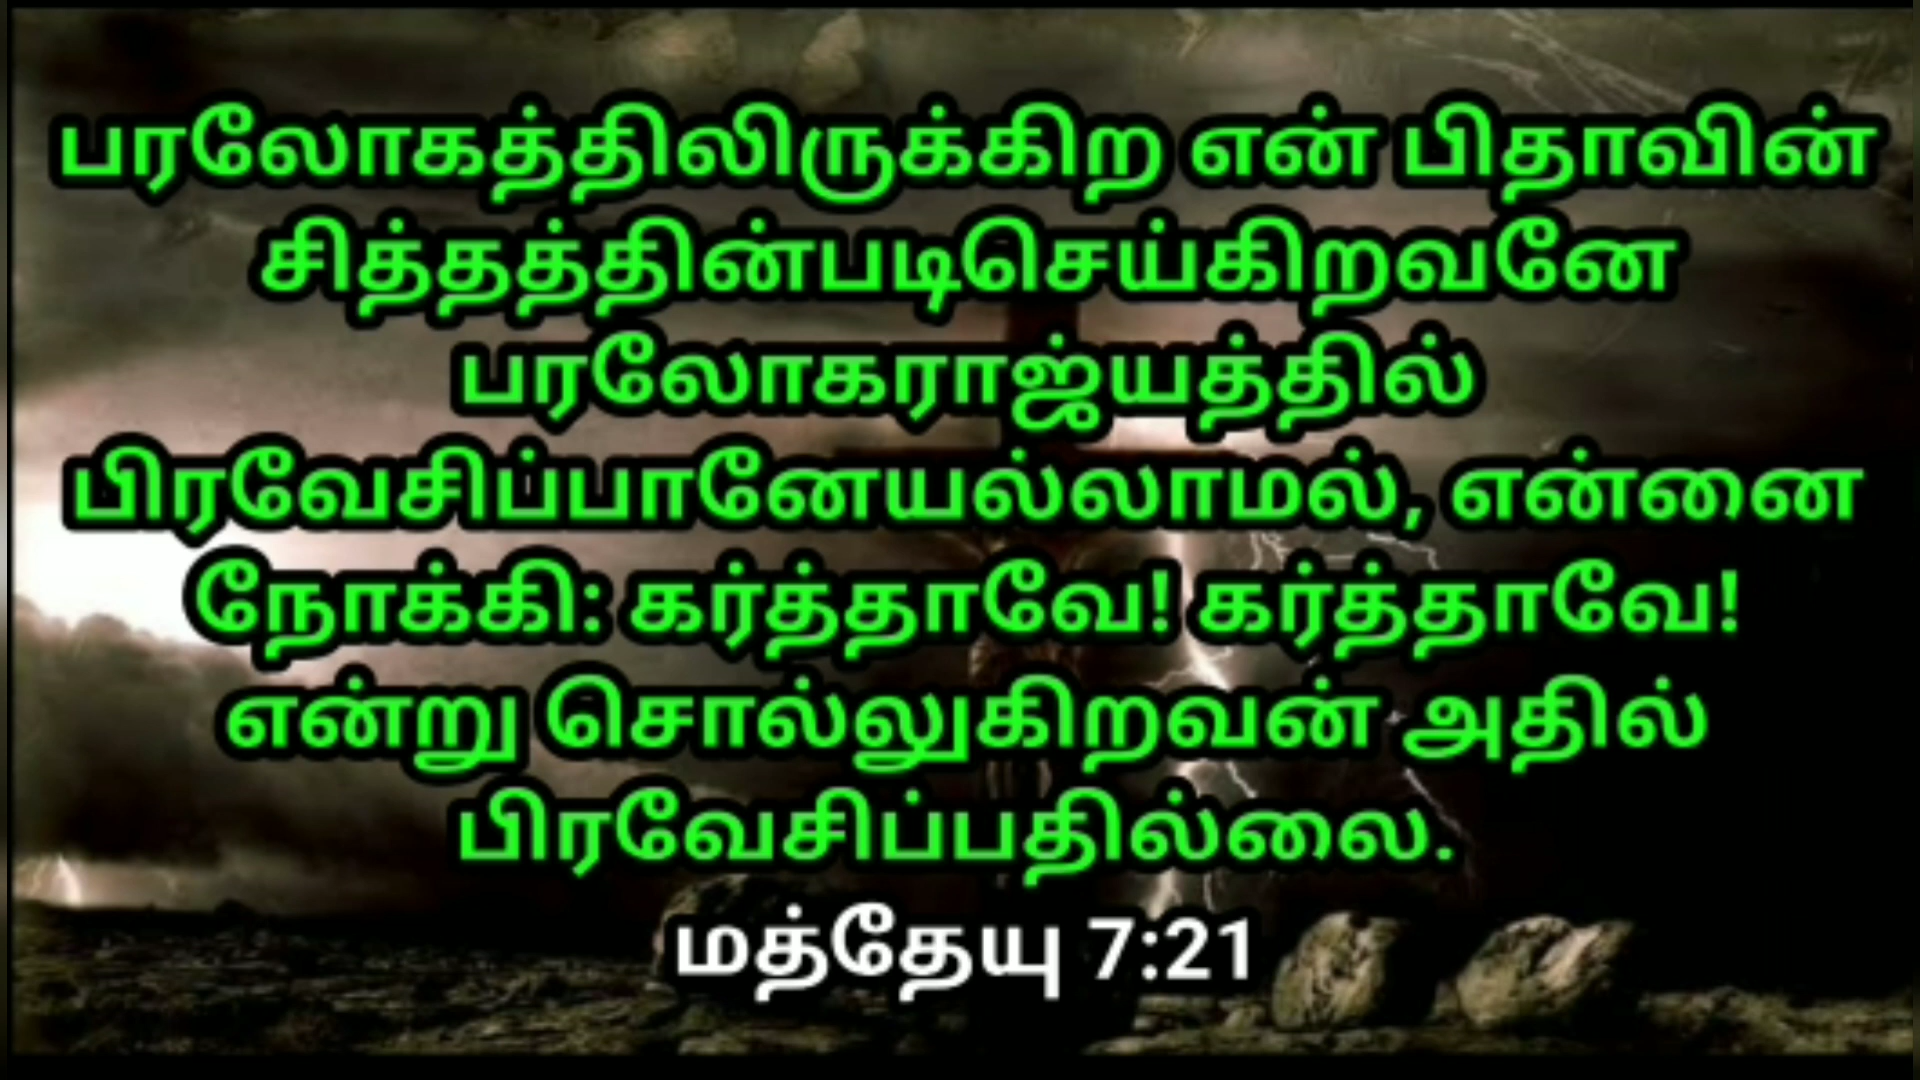 பரலோகத்திலிருக்கிற என் பிதாவின்
சித்தத்தின்படிசெய்கிறவனே
பரலோகராஜ்யத்தில்
பிரவேசிப்பானேயல்லாமல், என்னை
நோக்கி: கர்த்தாவே! கர்த்தாவே!
என்று சொல்லுகிறவன் அதில்
பிரவேசிப்பதில்லை.
மத்தேயு 7:21